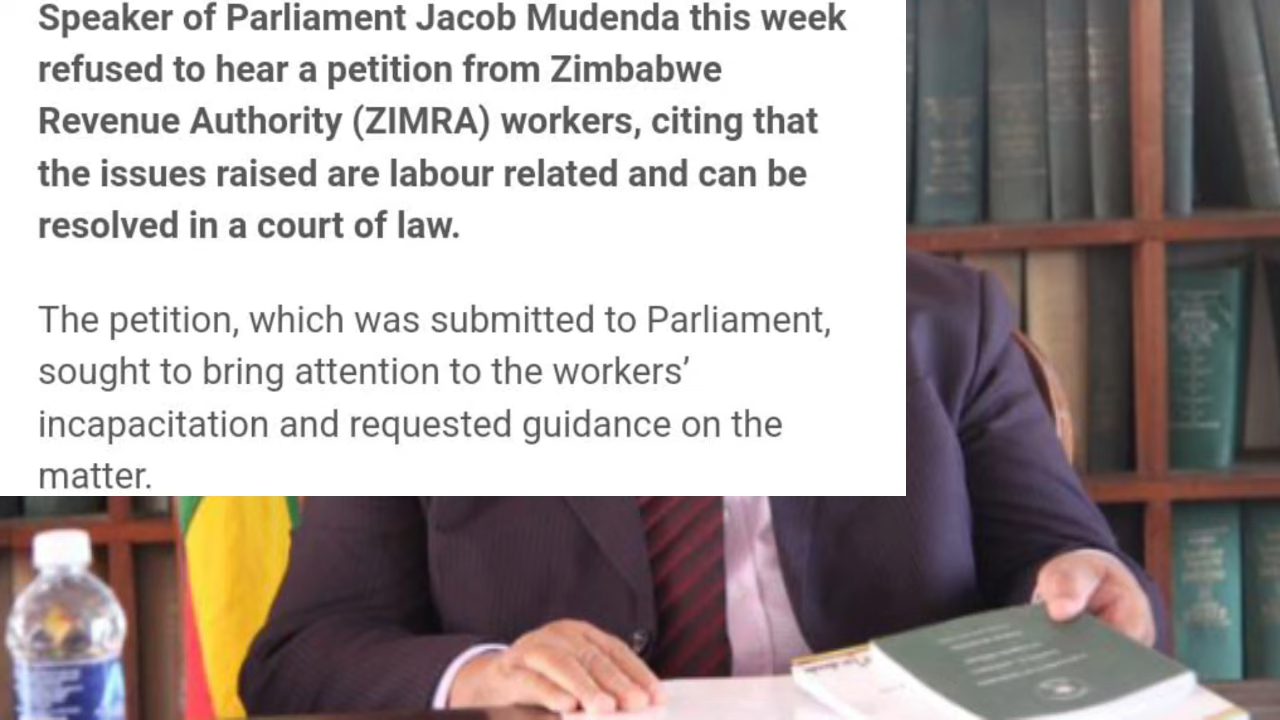 Speaker of Parliament Jacob Mudenda this week
refused to hear a petition from Zimbabwe
Revenue Authority (ZIMRA) workers, citing that
the issues raised are labour related and can be
resolved in a court of law.
The petition, which was submitted to Parliament,
sought to bring attention to the workers’
incapacitation and requested guidance on the
matter.